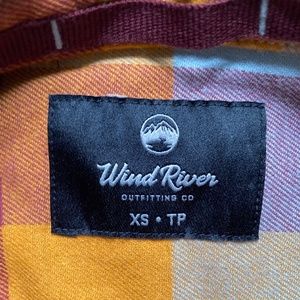 Wind River
OUTFITTING CO
XS • TP